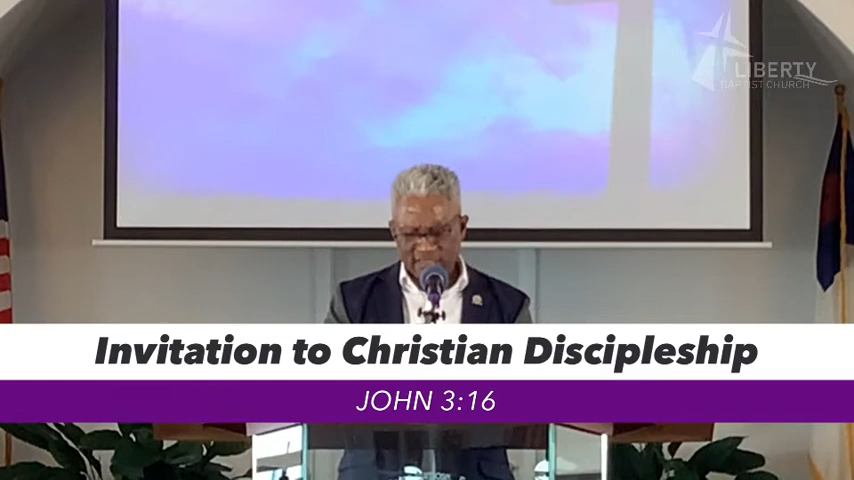 LIBERTY
BAPTIST CHURCH
Invitation to Christian Discipleship
JOHN 3:16